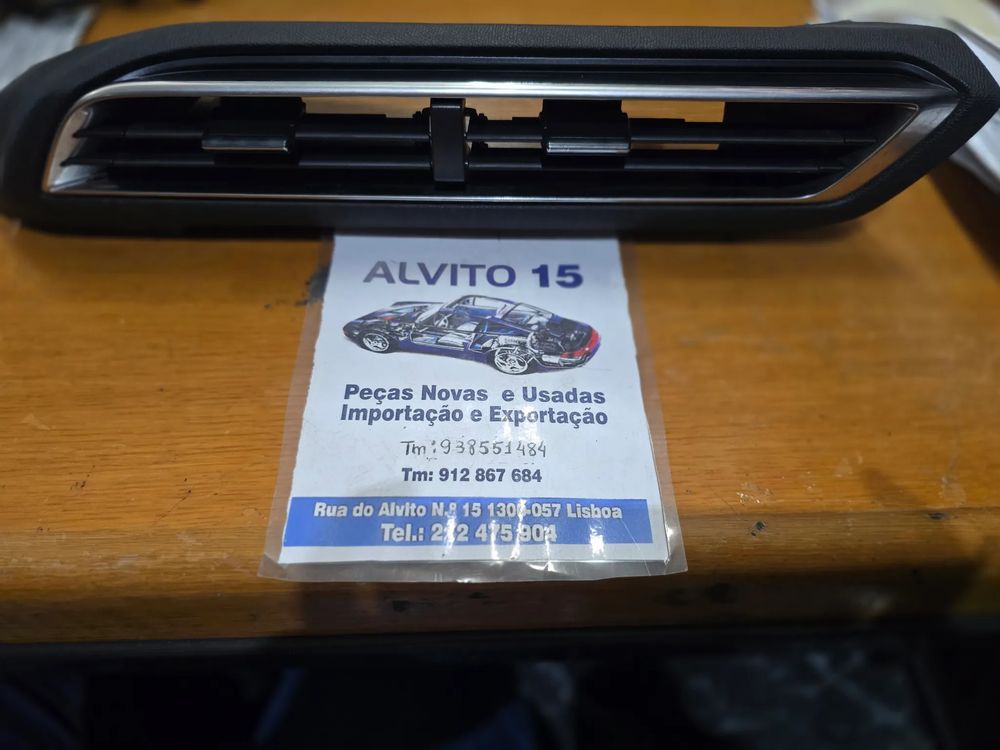 ALVITO 15
Peças Novas e Usadas
Importação e Exportação
Tm: 938551484
Tm: 912 867 684
Rua do Alvito N.º 15 1300-057 Lisboa
Tel.: 212 475 904